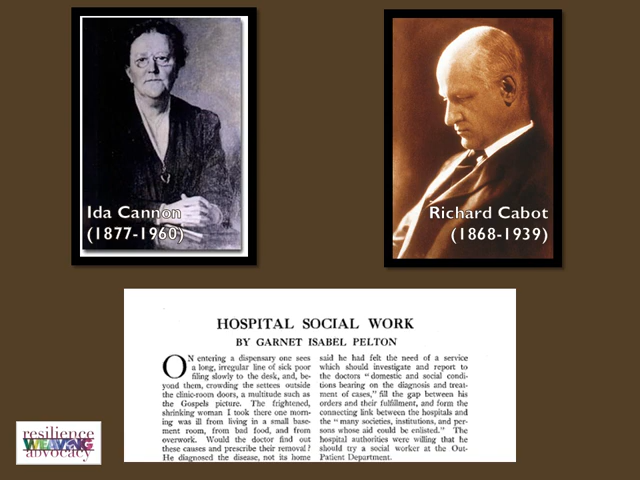 Ida Cannon
(1877-1960)
Richard Cabot
(1868-1939)
HOSPITAL SOCIAL WORK
BY GARNET ISABEL PELTON
ON entering a dispensary one sees
a long, irregular line of sick poor
filing slowly to the desk, and, be-
yond them, crowding the settees outside
the clinic-room doors, a multitude such as
the Gospels picture. The frightened,
shrinking woman I took there one morn-
ing was ill from living in a small base-
ment room, from bad food, and from
overwork. Would the doctor find out
these causes and prescribe their removal?
He diagnosed the disease, not its home
said he had felt the need of a service
which should investigate and report to
the doctors "domestic and social condi-
tions bearing on the diagnosis and treat-
ment of cases," fill the gap between his
orders and their fulfillment, and form the
connecting link between the hospitals and
the "many societies, institutions, and per-
sons whose aid could be enlisted." The
hospital authorities were willing that he
should try a social worker at the Out-
Patient Department.
resilience
WEAVING
advocacy